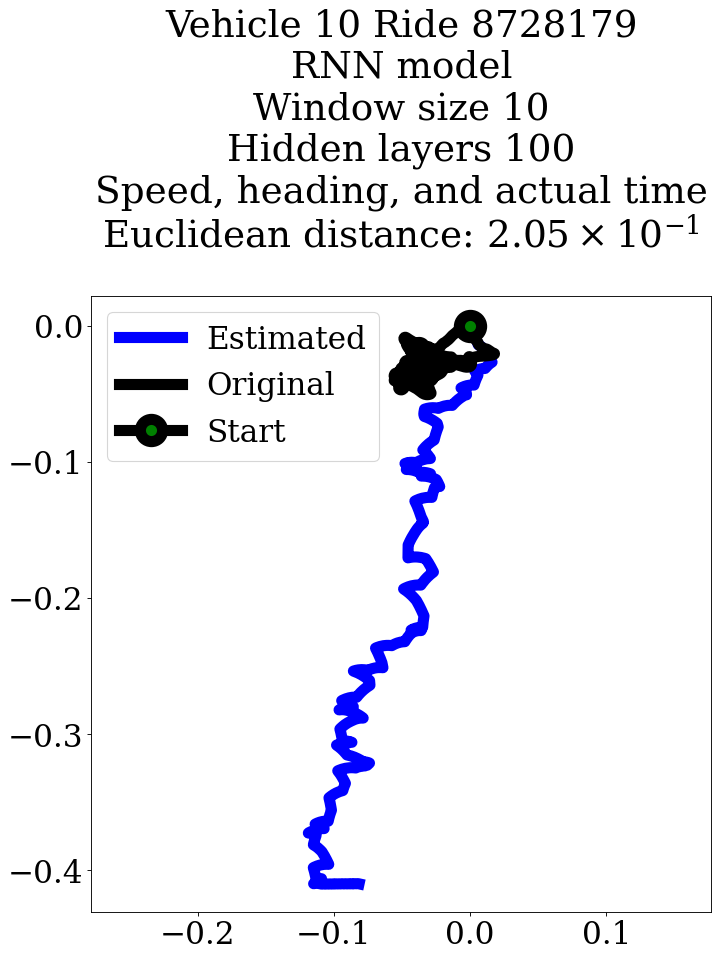 Vehicle 10 Ride 8728179
RNN model
Window size 10
Hidden layers 100
Speed, heading, and actual time
Euclidean distance: 2.05 × 10⁻¹
Estimated
Original
Start
0.0
−0.1
−0.2
−0.3
−0.4
−0.2 −0.1 0.0 0.1